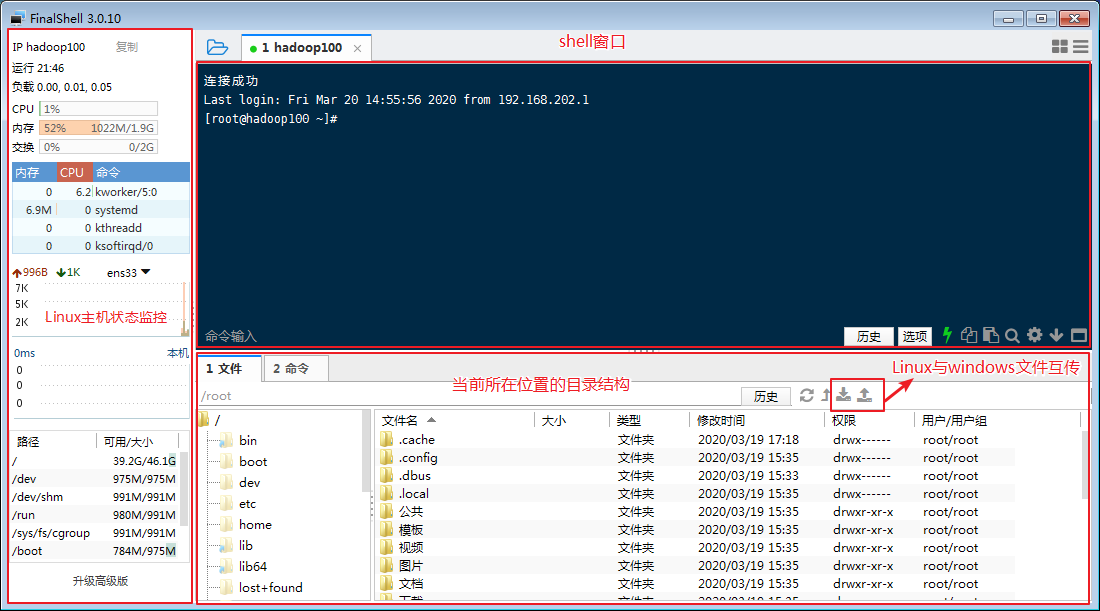 FinalShell 3.0.10
IP hadoop100 复制
运行 21:46
负载 0.00, 0.01, 0.05
CPU 1%
内存 52% 1022M/1.9G
交换 0% 0/2G
内存 CPU 命令
0 6.2 kworker/5:0
6.9M 0 systemd
0 0 kthreadd
0 0 ksoftirqd/0
996B 1K ens33
7K
5K
2K
Linux主机状态监控
0ms 本机
0
0
0
路径 可用/大小
/ 39.2G/46.1G
/dev 975M/975M
/dev/shm 991M/991M
/run 980M/991M
/sys/fs/cgroup 991M/991M
/boot 784M/975M
升级高级版
1 hadoop100
shell窗口
连接成功
Last login: Fri Mar 20 14:55:56 2020 from 192.168.202.1
[root@hadoop100 ~]#
命令输入 历史 选项
1 文件 2 命令
当前所在位置的目录结构
Linux与windows文件互传
/root 历史
/
bin
boot
dev
etc
home
lib
lib64
lost+found
文件名 大小 类型 修改时间 权限 用户/用户组
.cache 文件夹 2020/03/19 17:18 drwx------ root/root
.config 文件夹 2020/03/19 15:35 drwx------ root/root
.dbus 文件夹 2020/03/19 15:33 drwx------ root/root
.local 文件夹 2020/03/19 15:35 drwx------ root/root
公共 文件夹 2020/03/19 15:35 drwxr-xr-x root/root
模板 文件夹 2020/03/19 15:35 drwxr-xr-x root/root
视频 文件夹 2020/03/19 15:35 drwxr-xr-x root/root
图片 文件夹 2020/03/19 15:35 drwxr-xr-x root/root
文档 文件夹 2020/03/19 15:35 drwxr-xr-x root/root